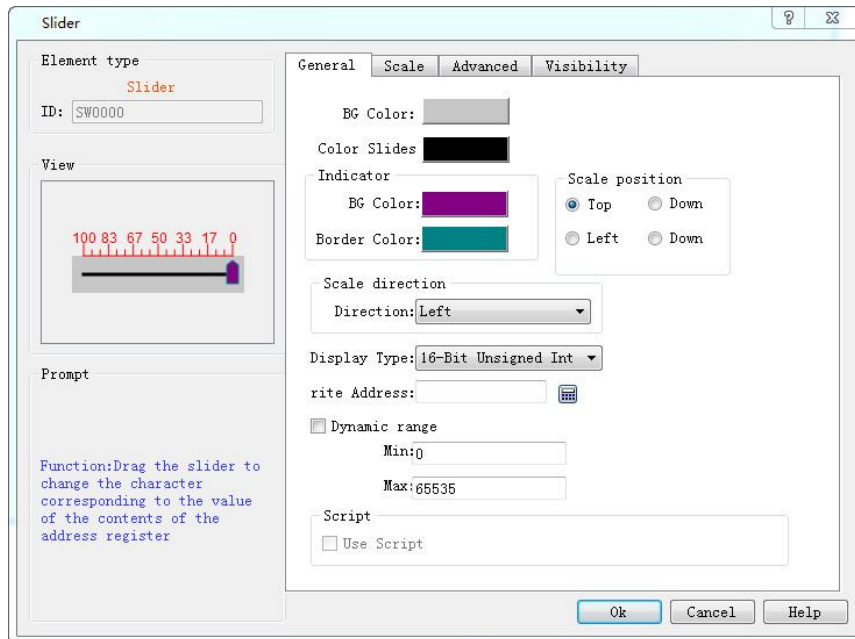 Slider
Element type
Slider
ID: SW0000
View
100 83 67 50 33 17 0
Prompt
Function:Drag the slider to
change the character
corresponding to the value
of the contents of the
address register
General Scale Advanced Visibility
BG Color:
Color Slides
Indicator
BG Color:
Border Color:
Scale position
Top Down
Left Down
Scale direction
Direction: Left
Display Type: 16-Bit Unsigned Int
rite Address:
Dynamic range
Min: 0
Max: 65535
Script
Use Script
Ok Cancel Help